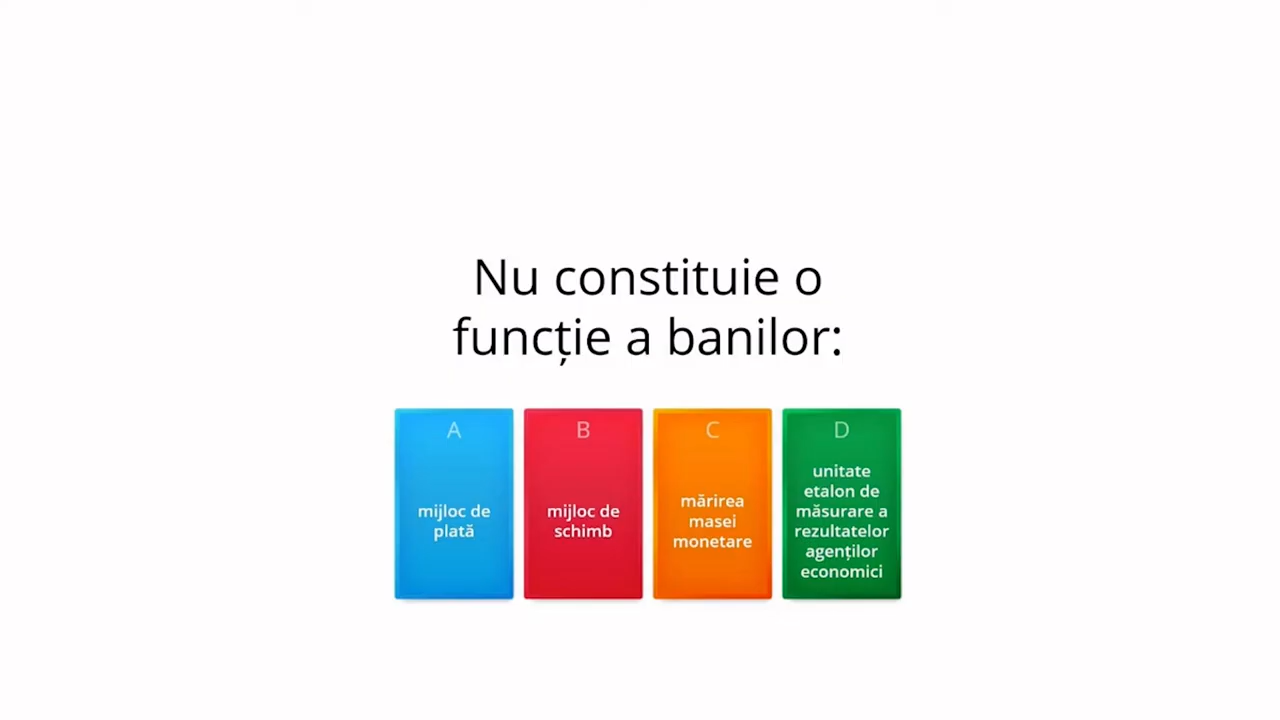 Nu constituie o
funcție a banilor:
A
mijloc de
plată
B
mijloc de
schimb
C
mărirea
masei
monetare
D
unitate
etalon de
măsurare a
rezultatelor
agenților
economici